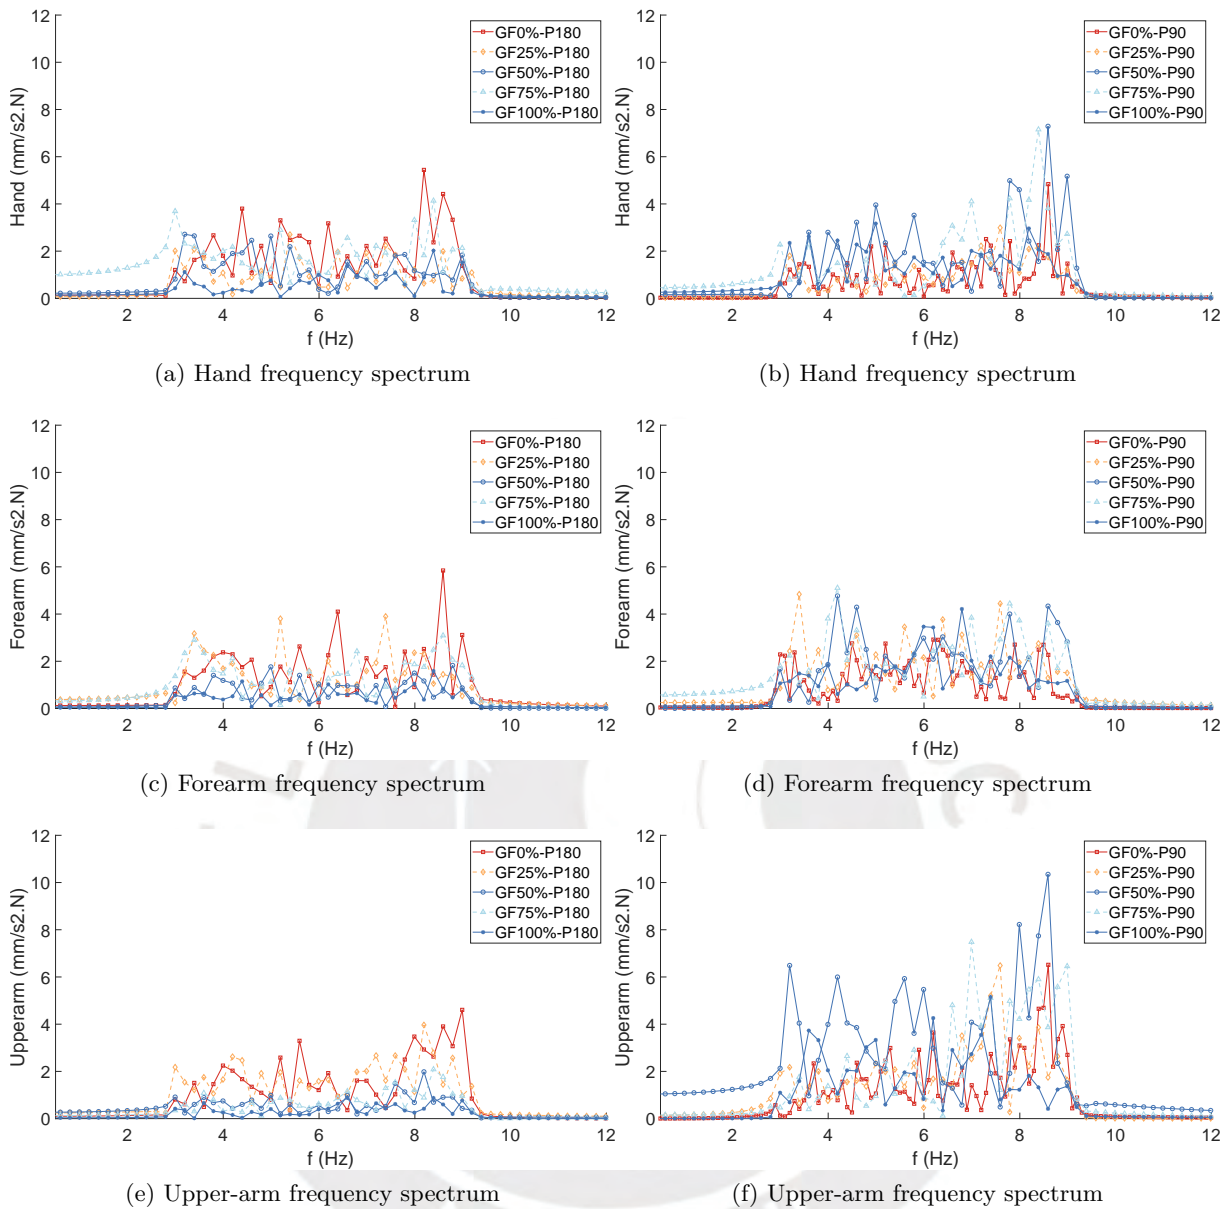 12
10
8
6
4
2
0
Hand (mm/s2.N)
2 4 6 8 10 12
f (Hz)
GF0%-P180
GF25%-P180
GF50%-P180
GF75%-P180
GF100%-P180
(a) Hand frequency spectrum
12
10
8
6
4
2
0
Hand (mm/s2.N)
2 4 6 8 10 12
f (Hz)
GF0%-P90
GF25%-P90
GF50%-P90
GF75%-P90
GF100%-P90
(b) Hand frequency spectrum
12
10
8
6
4
2
0
Forearm (mm/s2.N)
2 4 6 8 10 12
f (Hz)
GF0%-P180
GF25%-P180
GF50%-P180
GF75%-P180
GF100%-P180
(c) Forearm frequency spectrum
12
10
8
6
4
2
0
Forearm (mm/s2.N)
2 4 6 8 10 12
f (Hz)
GF0%-P90
GF25%-P90
GF50%-P90
GF75%-P90
GF100%-P90
(d) Forearm frequency spectrum
12
10
8
6
4
2
0
Upperarm (mm/s2.N)
2 4 6 8 10 12
f (Hz)
GF0%-P180
GF25%-P180
GF50%-P180
GF75%-P180
GF100%-P180
(e) Upper-arm frequency spectrum
12
10
8
6
4
2
0
Upperarm (mm/s2.N)
2 4 6 8 10 12
f (Hz)
GF0%-P90
GF25%-P90
GF50%-P90
GF75%-P90
GF100%-P90
(f) Upper-arm frequency spectrum